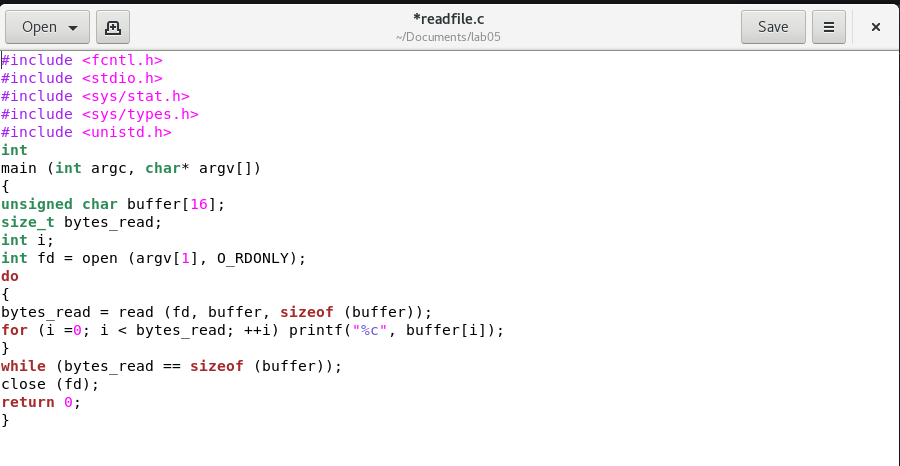 Open
*readfile.c
~/Documents/lab05
Save
#include <fcntl.h>
#include <stdio.h>
#include <sys/stat.h>
#include <sys/types.h>
#include <unistd.h>
int
main (int argc, char* argv[])
{
unsigned char buffer[16];
size_t bytes_read;
int i;
int fd = open (argv[1], O_RDONLY);
do
{
bytes_read = read (fd, buffer, sizeof (buffer));
for (i =0; i < bytes_read; ++i) printf("%c", buffer[i]);
}
while (bytes_read == sizeof (buffer));
close (fd);
return 0;
}